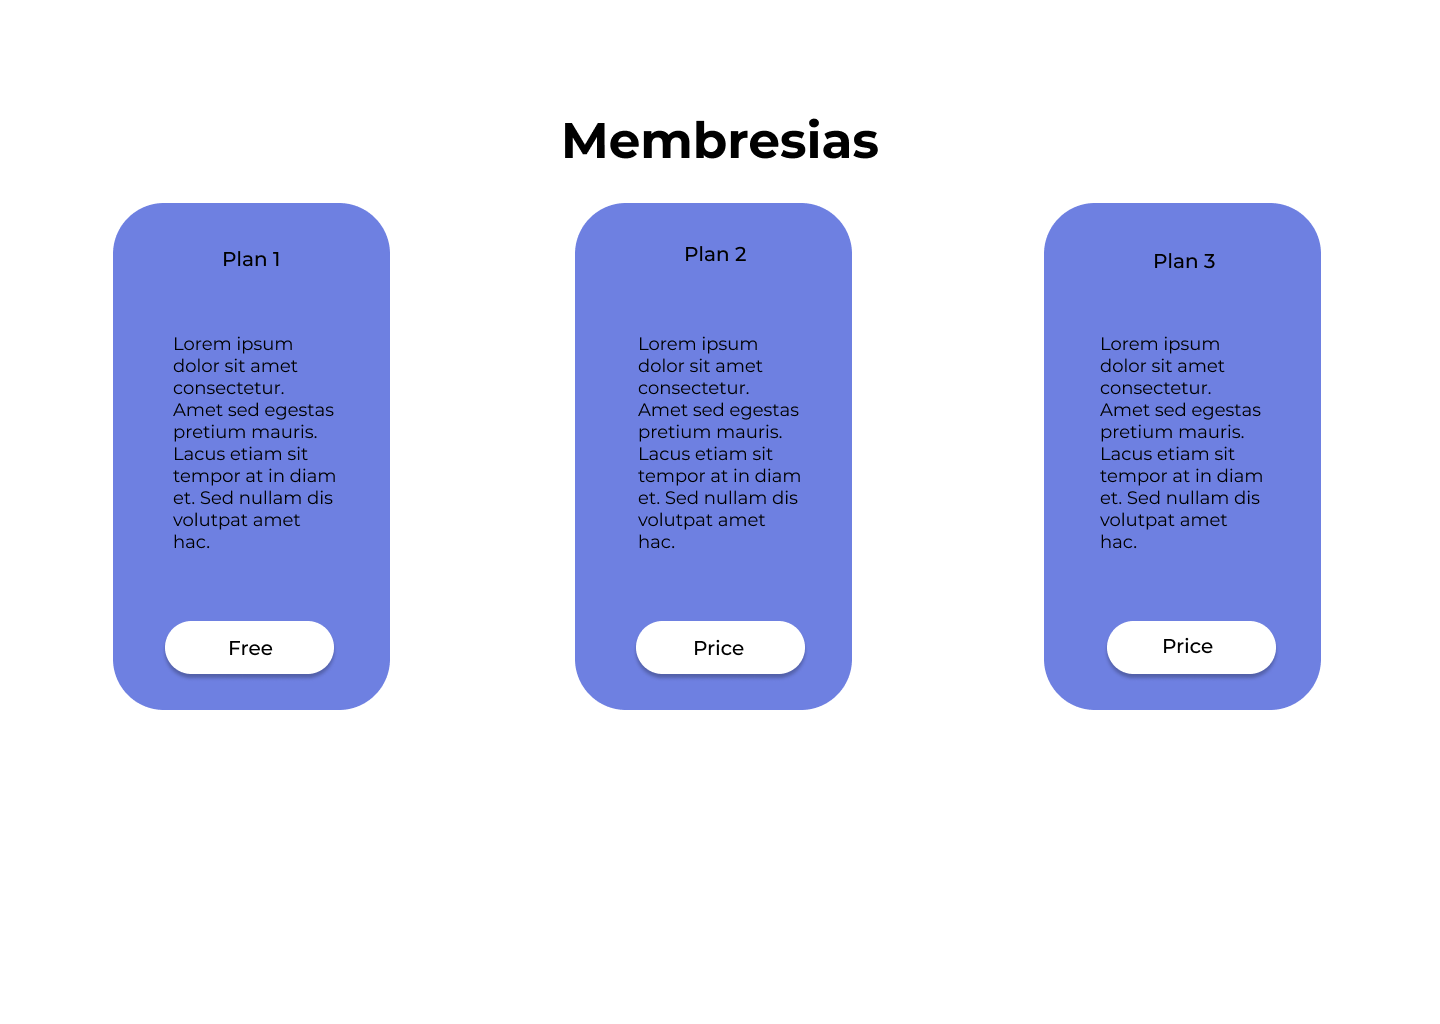 Membresias
Plan 1
Lorem ipsum
dolor sit amet
consectetur.
Amet sed egestas
pretium mauris.
Lacus etiam sit
tempor at in diam
et. Sed nullam dis
volutpat amet
hac.
Free
Plan 2
Lorem ipsum
dolor sit amet
consectetur.
Amet sed egestas
pretium mauris.
Lacus etiam sit
tempor at in diam
et. Sed nullam dis
volutpat amet
hac.
Price
Plan 3
Lorem ipsum
dolor sit amet
consectetur.
Amet sed egestas
pretium mauris.
Lacus etiam sit
tempor at in diam
et. Sed nullam dis
volutpat amet
hac.
Price